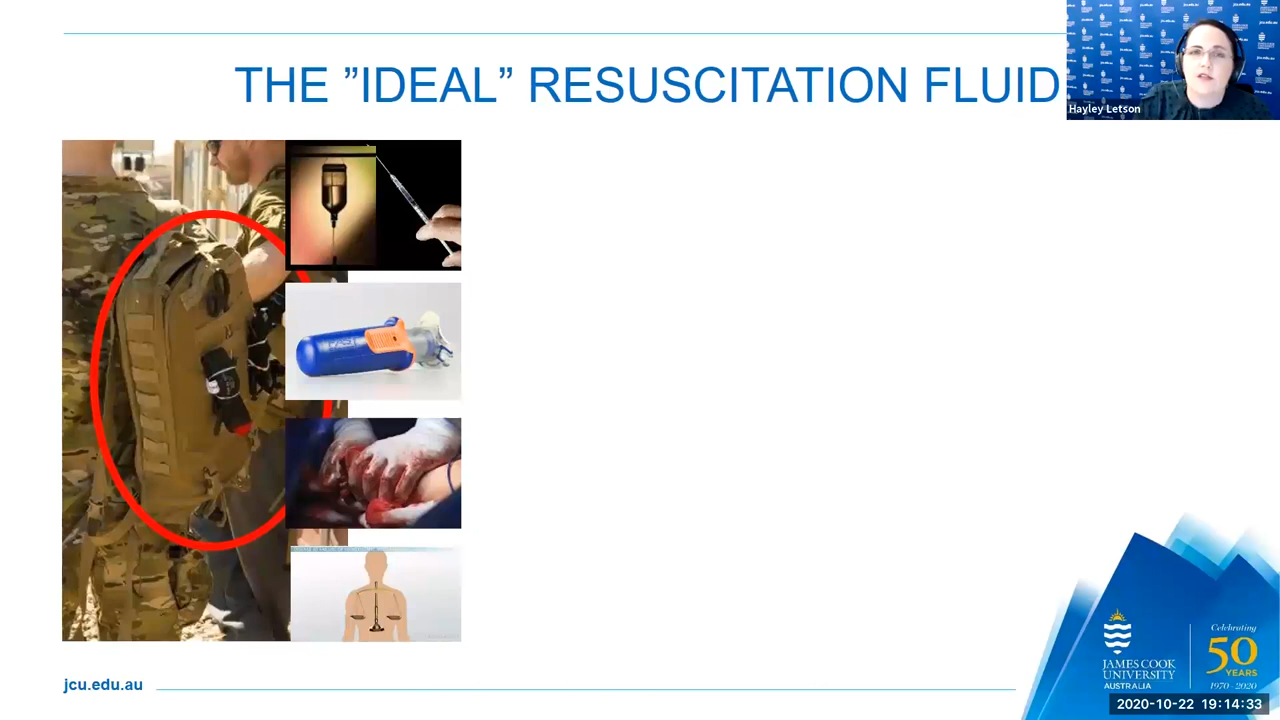 THE ”IDEAL” RESUSCITATION FLUID
Hayley Letson
FAST
jcu.edu.au
JAMES COOK
UNIVERSITY
AUSTRALIA
Celebrating
50
YEARS
1970 - 2020
2020-10-22 19:14:33